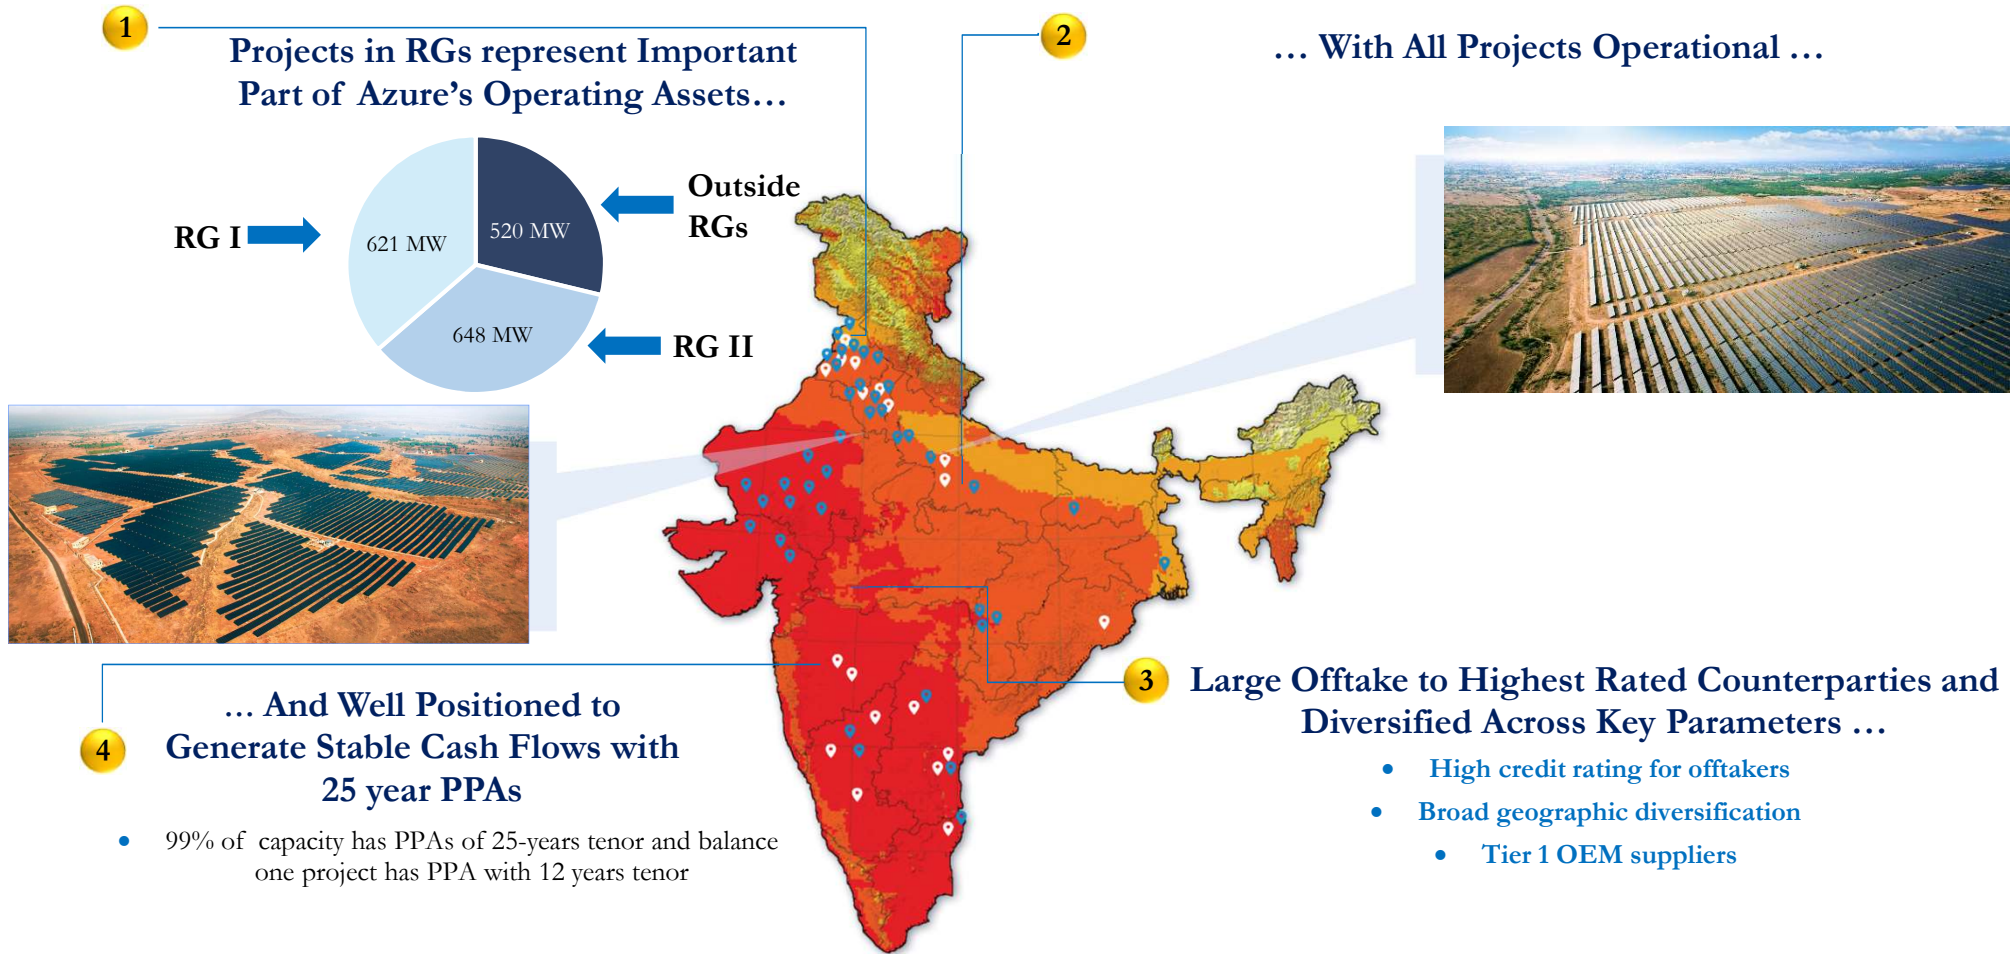 1
Projects in RGs represent Important
Part of Azure's Operating Assets…
RG I
621 MW
520 MW
648 MW
Outside
RGs
RG II
2
… With All Projects Operational …
3
Large Offtake to Highest Rated Counterparties and
Diversified Across Key Parameters …
• High credit rating for offtakers
• Broad geographic diversification
• Tier 1 OEM suppliers
4
… And Well Positioned to
Generate Stable Cash Flows with
25 year PPAs
• 99% of capacity has PPAs of 25-years tenor and balance
one project has PPA with 12 years tenor